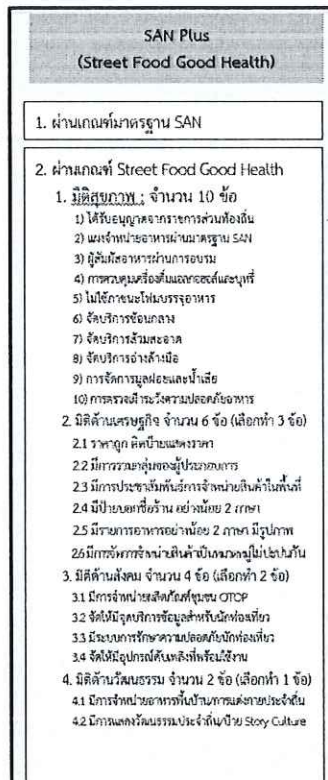 SAN Plus
(Street Food Good Health)
1. ผ่านเกณฑ์มาตรฐาน SAN
2. ผ่านเกณฑ์ Street Food Good Health
1. มิติสุขภาพ : จำนวน 10 ข้อ
1) ได้รับอนุญาตจากราชการส่วนท้องถิ่น
2) แผงจำหน่ายอาหารผ่านมาตรฐาน SAN
3) ผู้สัมผัสอาหารผ่านการอบรม
4) การควบคุมเครื่องดื่มแอลกอฮอล์และบุหรี่
5) ไม่ใช้ภาชนะโฟมบรรจุอาหาร
6) จัดบริการช้อนกลาง
7) จัดบริการส้วมสะอาด
8) จัดบริการอ่างล้างมือ
9) การจัดการมูลฝอยและน้ำเสีย
10) การตรวจเฝ้าระวังความปลอดภัยอาหาร
2. มิติด้านเศรษฐกิจ จำนวน 6 ข้อ (เลือกทำ 3 ข้อ)
2.1 ราคาถูก ติดป้ายแสดงราคา
2.2 มีการรวมกลุ่มของผู้ประกอบการ
2.3 มีการประชาสัมพันธ์การจำหน่ายสินค้าในพื้นที่
2.4 มีป้ายบอกชื่อร้าน อย่างน้อย 2 ภาษา
2.5 มีรายการอาหารอย่างน้อย 2 ภาษา มีรูปภาพ
2.6 มีการจัดการจำหน่ายสินค้าเป็นหมวดหมู่ไม่ปะปนกัน
3. มิติด้านสังคม จำนวน 4 ข้อ (เลือกทำ 2 ข้อ)
3.1 มีการจำหน่ายผลิตภัณฑ์ชุมชน OTOP
3.2 จัดให้มีจุดบริการข้อมูลสำหรับนักท่องเที่ยว
3.3 มีระบบการรักษาความปลอดภัยนักท่องเที่ยว
3.4 จัดให้มีอุปกรณ์ดับเพลิงที่พร้อมใช้งาน
4. มิติด้านวัฒนธรรม จำนวน 2 ข้อ (เลือกทำ 1 ข้อ)
4.1 มีการจำหน่ายอาหารพื้นบ้าน/การแต่งกายประจำถิ่น
4.2 มีการแสดงวัฒนธรรมประจำถิ่น/ป้าย Story Culture